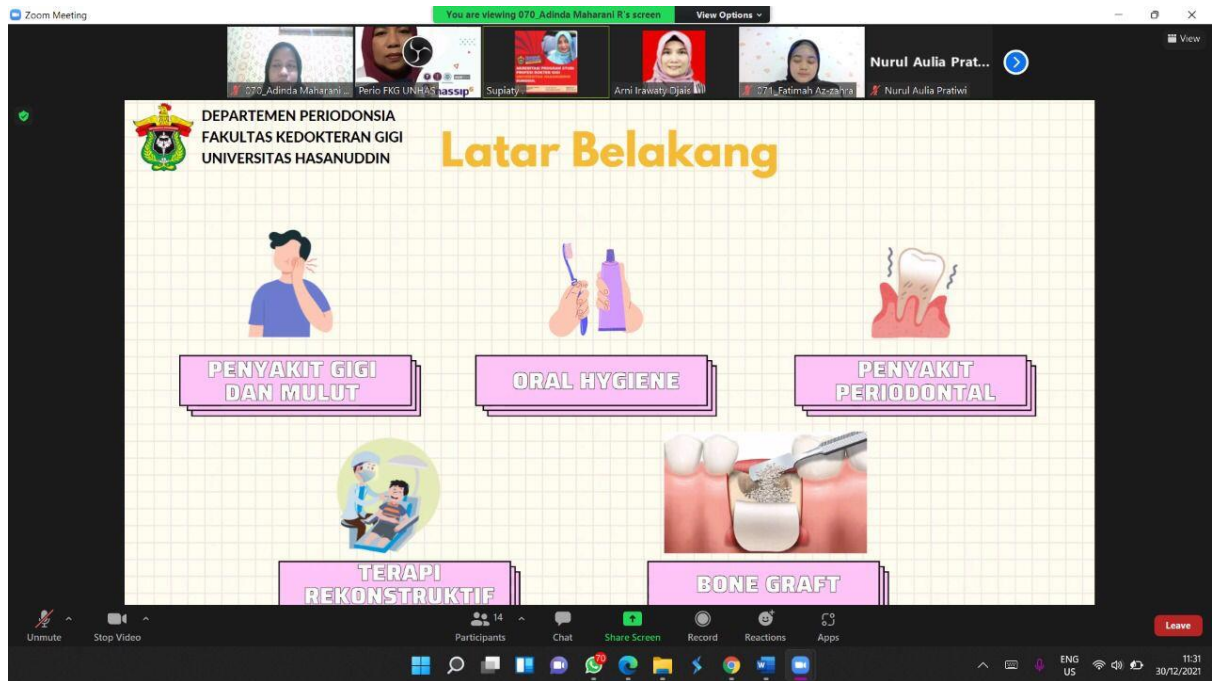 Zoom Meeting
You are viewing 070_Adinda Maharani R's screen
View Options
View
070_Adinda Maharani ...
Perio FKG UNHAS
nassip
Supiaty
Arni Irawaty Djais
071_Fatimah Az-zahra
Nurul Aulia Prat...
Nurul Aulia Pratiwi
DEPARTEMEN PERIODONSIA
FAKULTAS KEDOKTERAN GIGI
UNIVERSITAS HASANUDDIN
Latar Belakang
PENYAKIT GIGI
DAN MULUT
ORAL HYGIENE
PENYAKIT
PERIODONTAL
TERAPI
REKONSTRUKTIF
BONE GRAFT
Unmute
Stop Video
14
Participants
Chat
Share Screen
Record
Reactions
Apps
Leave
70
ENG
US
11:31
30/12/2021